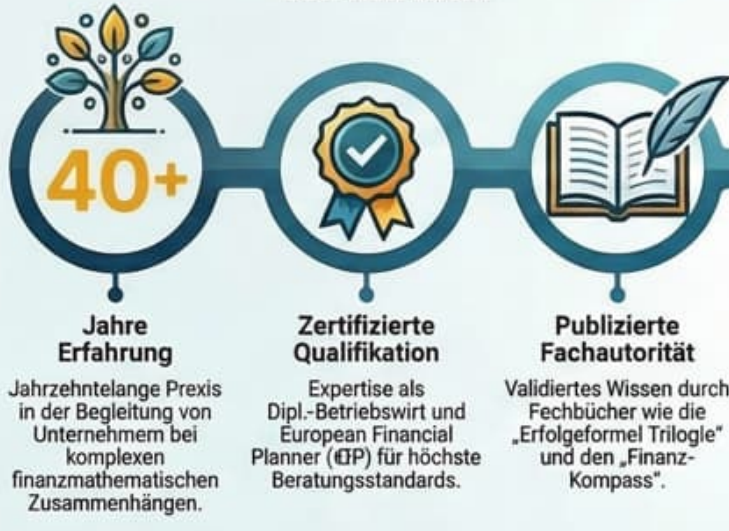 40+
Jahre
Erfahrung
Jahrzehntelange Prexis
in der Begleitung von
Unternehmem bei
komplexen
finanzmathematischen
Zusammenhängen.
Zertifizierte
Qualifikation
Expertise als
Dipl.-Betriebswirt und
European Financial
Planner für höchste
Beratungsstandards.
Publizierte
Fachautorität
Validiertes Wissen durch
Fechbücher wie die
„Erfolgeformel Trilogle“
und den „Finanz-
Kompass“.